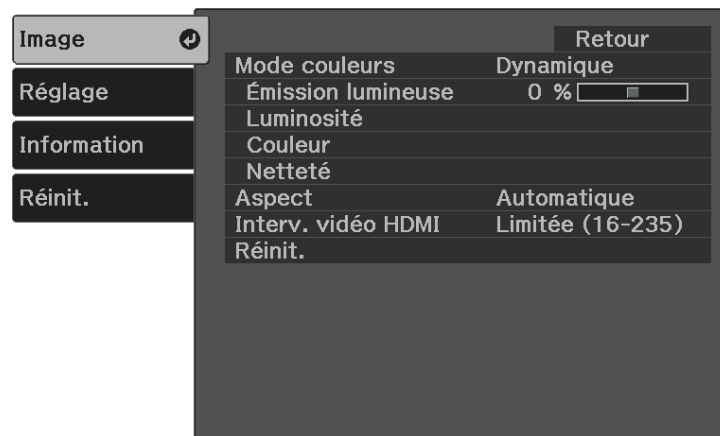 Image
Réglage
Information
Réinit.
Retour
Mode couleurs Dynamique
Émission lumineuse 0 %
Luminosité
Couleur
Netteté
Aspect Automatique
Interv. vidéo HDMI Limitée (16-235)
Réinit.